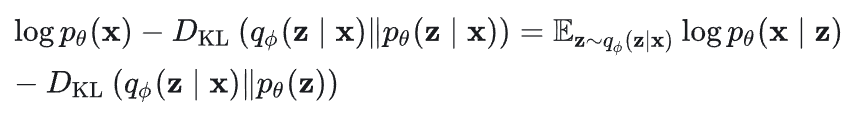 log p_θ(𝐱) − D_KL (q_ϕ(𝐳 ∣ 𝐱)‖p_θ(𝐳 ∣ 𝐱)) = 𝔼_{𝐳∼q_ϕ(𝐳|𝐱)} log p_θ(𝐱 ∣ 𝐳)
− D_KL (q_ϕ(𝐳 ∣ 𝐱)‖p_θ(𝐳))